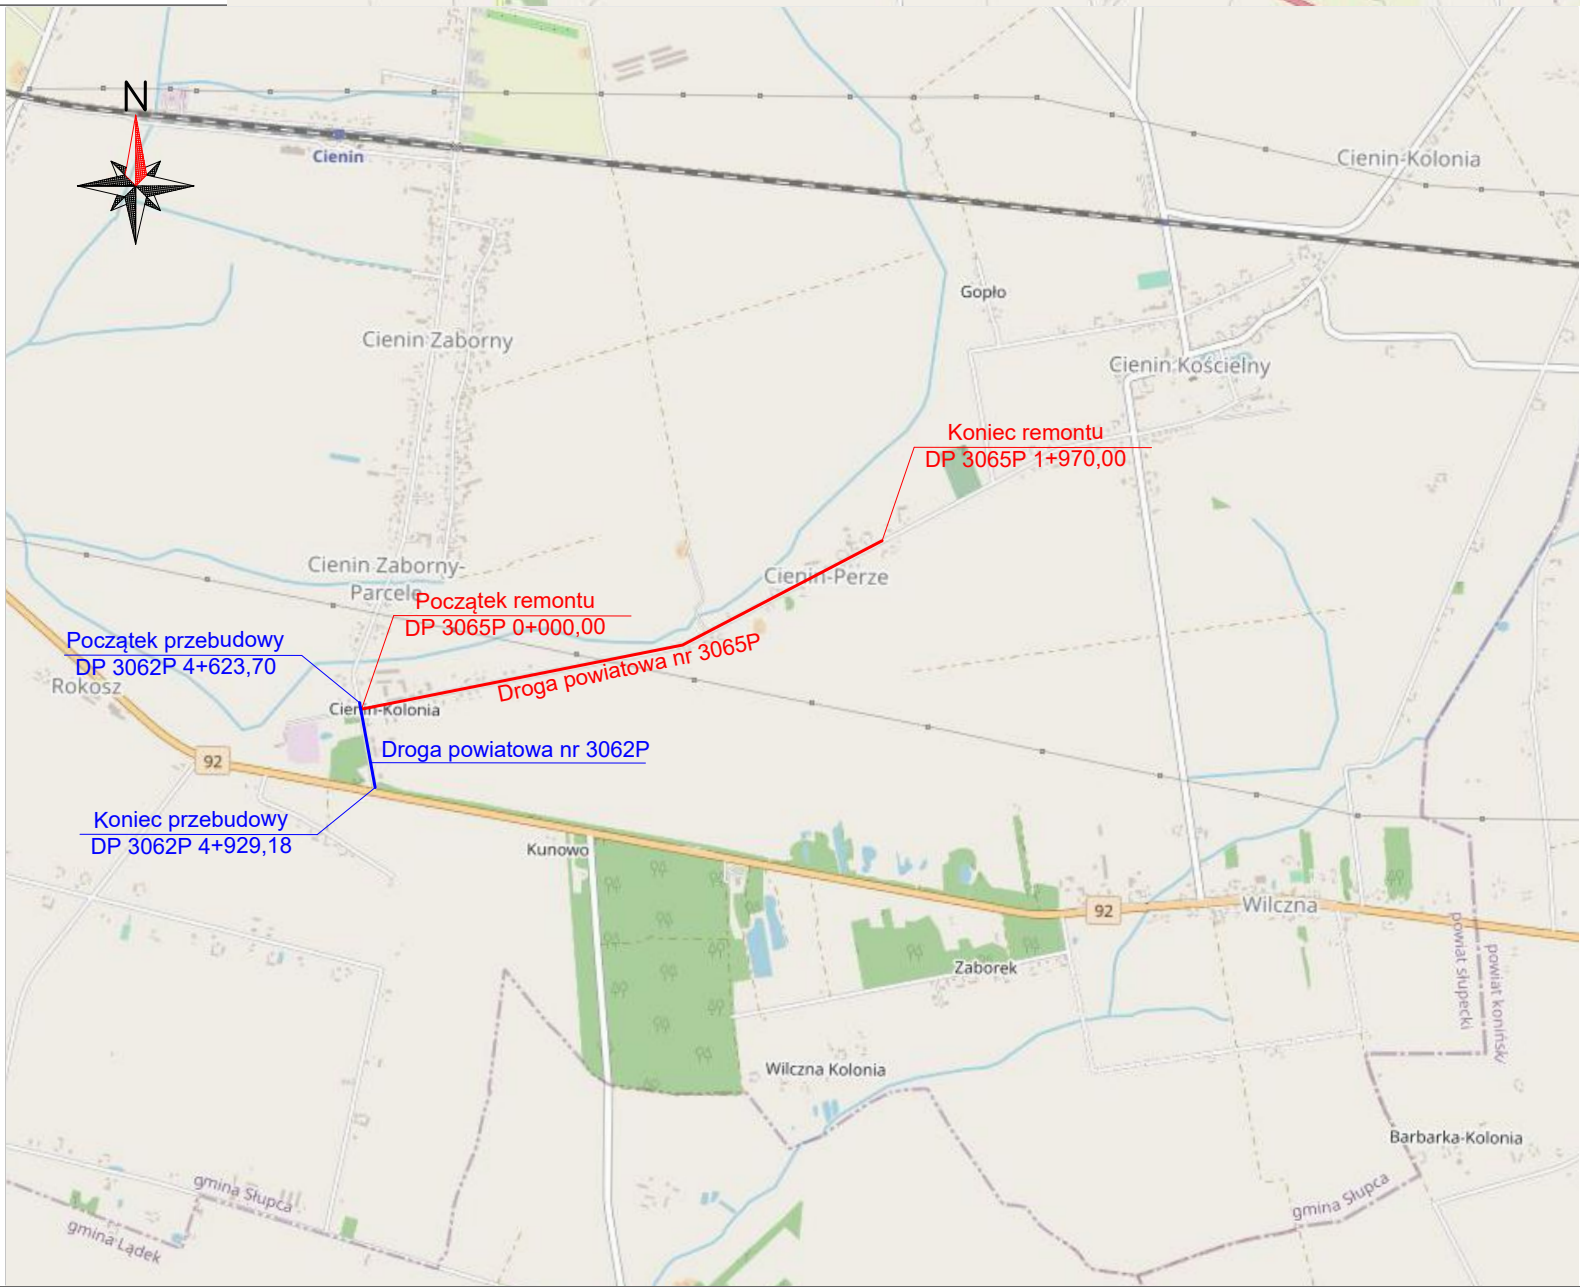 N
Cienin
Cienin-Kolonia
Gopło
Cienin Zaborny
Cienin Kościelny
Koniec remontu
DP 3065P 1+970,00
Cienin Zaborny-
Parcele
Cienin-Perze
Początek remontu
DP 3065P 0+000,00
Początek przebudowy
DP 3062P 4+623,70
Droga powiatowa nr 3065P
Rokosz
Cienin-Kolonia
Droga powiatowa nr 3062P
92
Koniec przebudowy
DP 3062P 4+929,18
Kunowo
92
Wilczna
Zaborek
powiat słupecki
powiat konińsk
Wilczna Kolonia
Barbarka-Kolonia
gmina Słupca
gmina Słupca
gmina Lądek